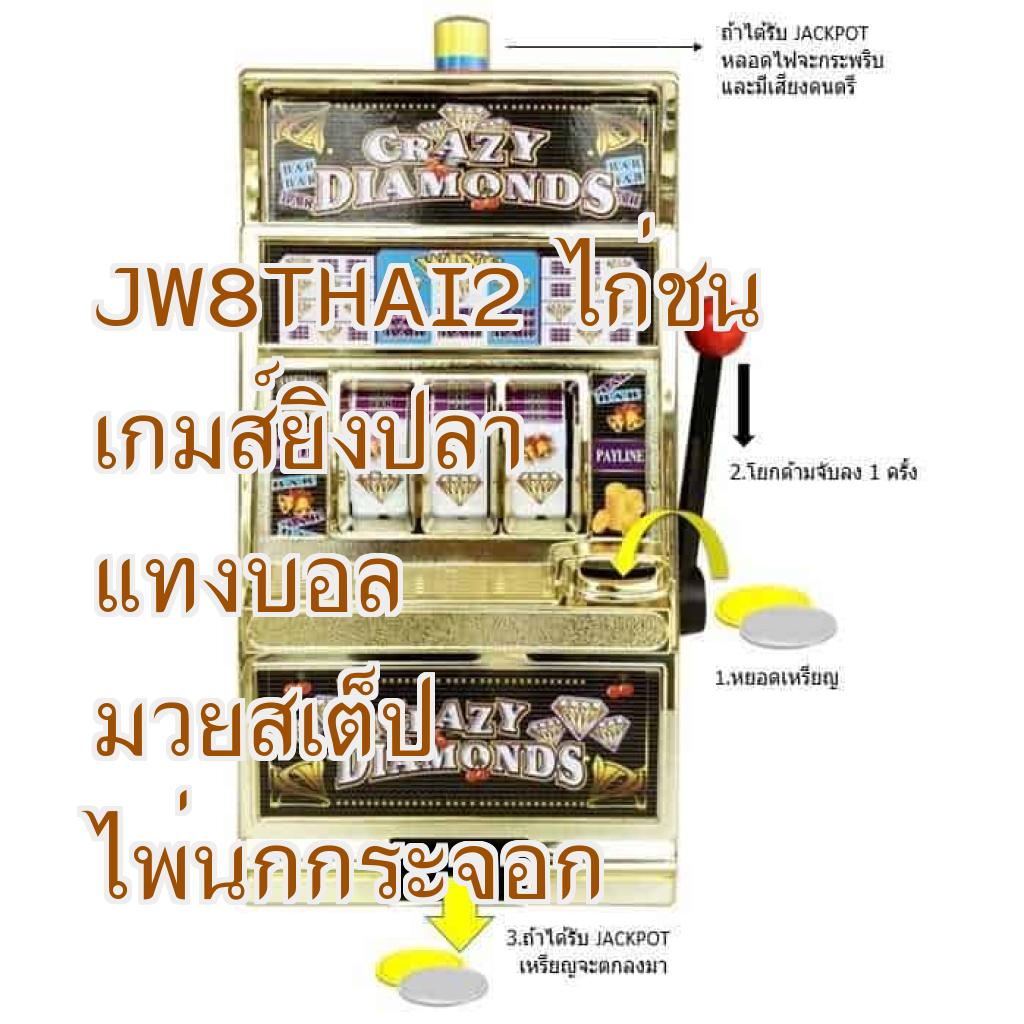 ถ้าได้รับ JACKPOT
หลอดไฟจะกระพริบ
และมีเสียงดนตรี
CRAZY
DIAMONDS
BAR
BAR
JW8THAI2 ไก่ชน
เกมส์ยิงปลา
PAYLINE
2.โยกด้ามจับลง 1 ครั้ง
แทงบอล
1.หยอดเหรียญ
มวยสเต็ป
DIAMONDS
ไพ่นกกระจอก
3.ถ้าได้รับ JACKPOT
เหรียญจะตกลงมา